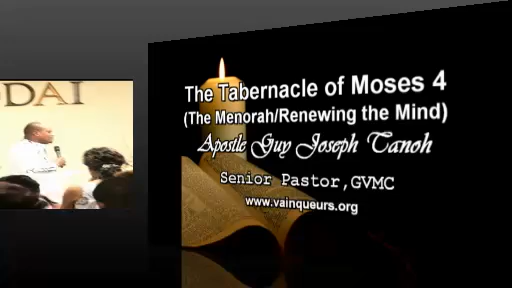 DAI
The Tabernacle of Moses 4
(The Menorah/Renewing the Mind)
Apostle Guy Joseph Tanoh
Senior Pastor,GVMC
www.vainqueurs.org